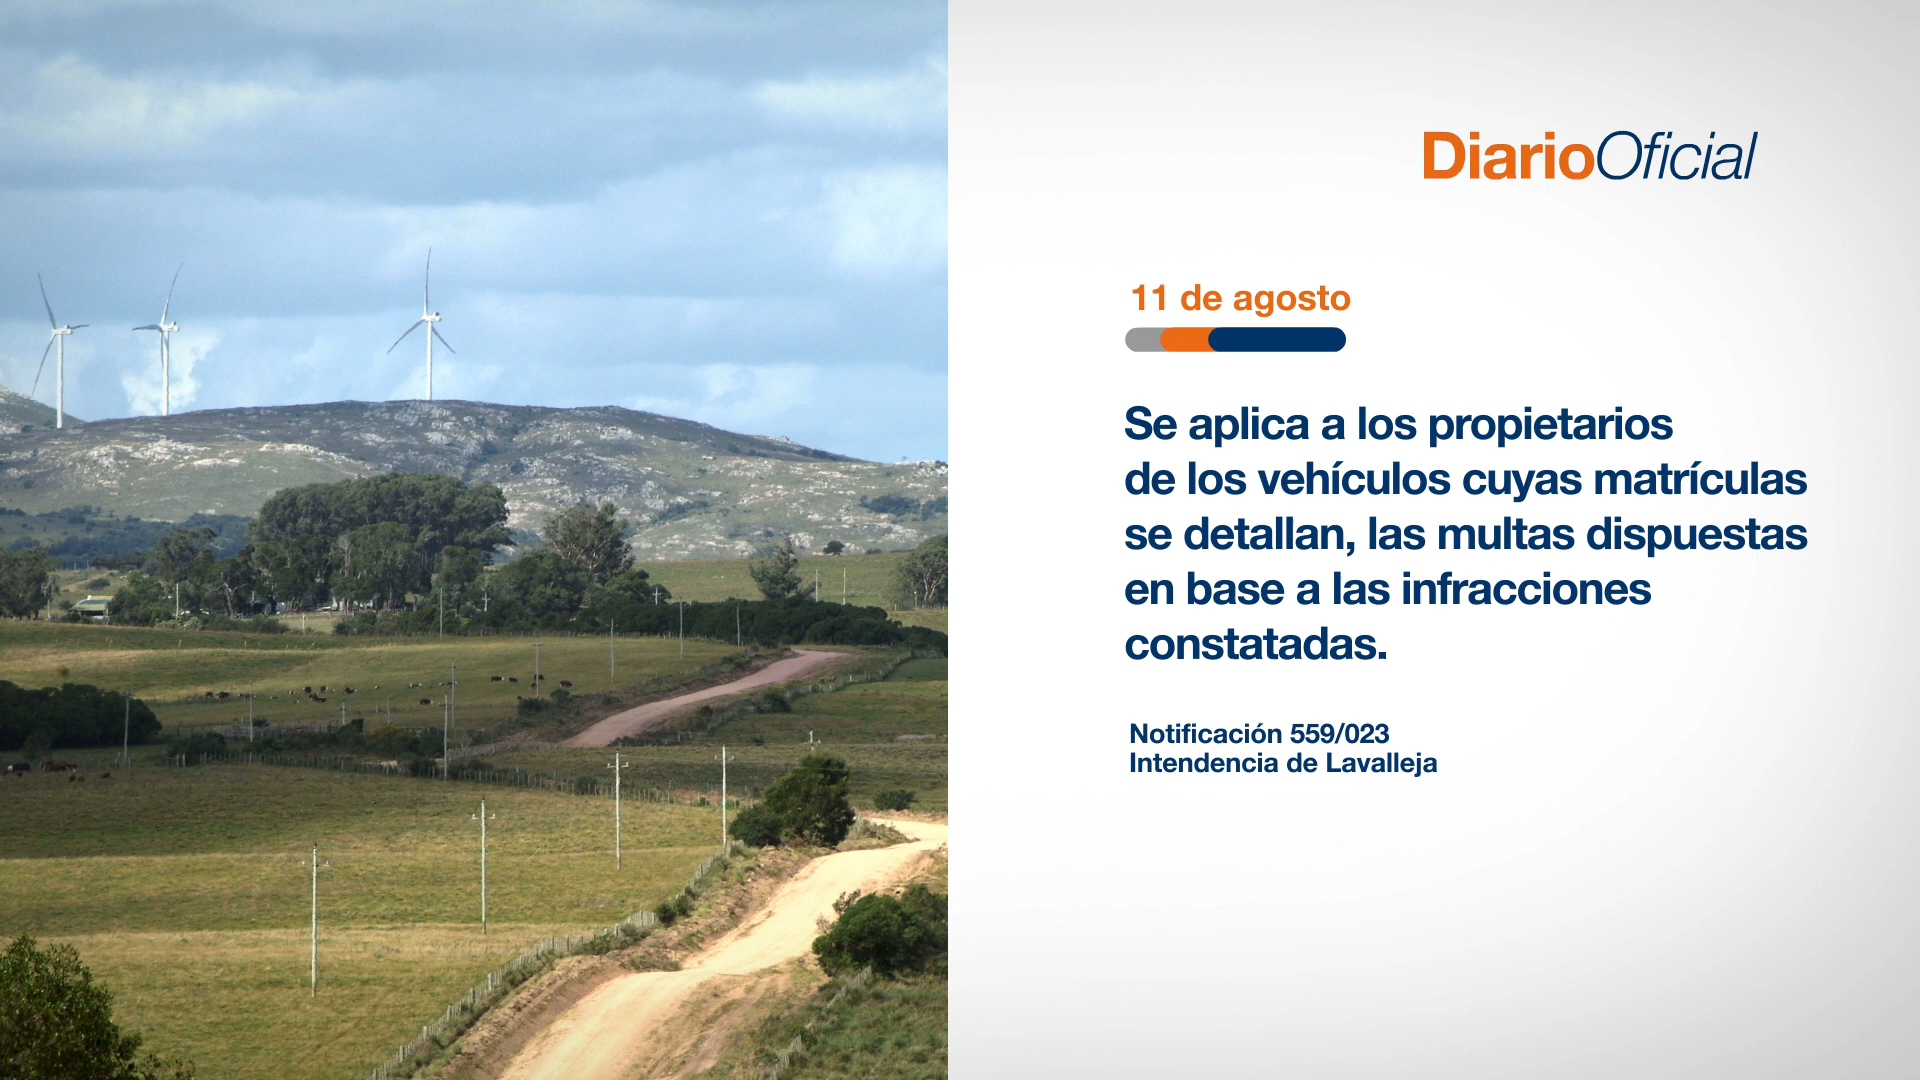 DiarioOficial
11 de agosto
Se aplica a los propietarios
de los vehículos cuyas matrículas
se detallan, las multas dispuestas
en base a las infracciones
constatadas.
Notificación 559/023
Intendencia de Lavalleja